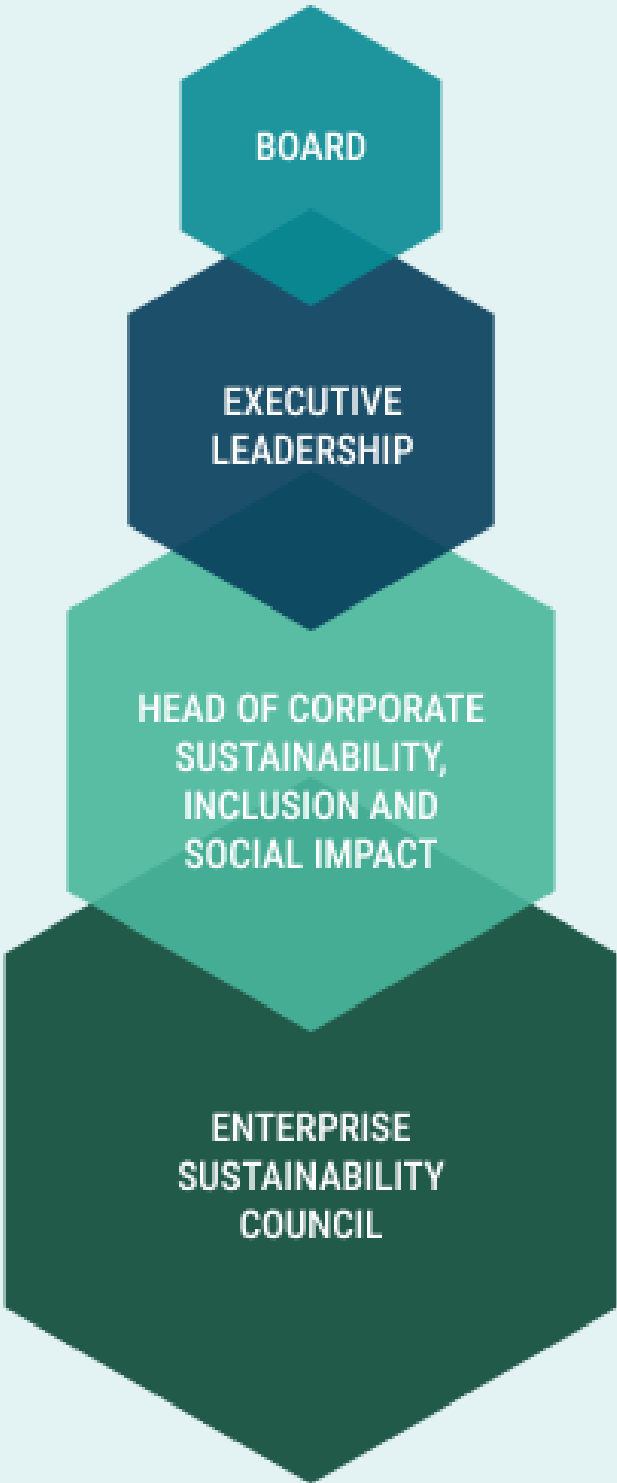 BOARD
EXECUTIVE
LEADERSHIP
HEAD OF CORPORATE
SUSTAINABILITY,
INCLUSION AND
SOCIAL IMPACT
ENTERPRISE
SUSTAINABILITY
COUNCIL